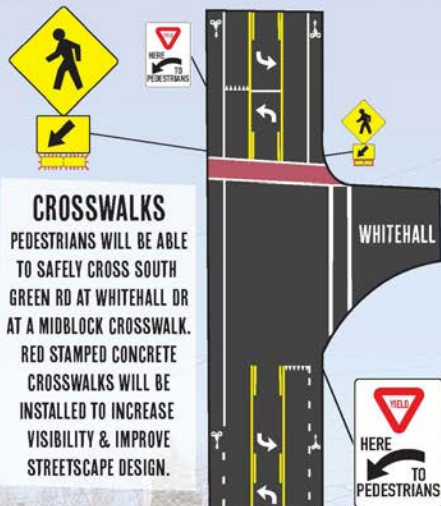 YIELD
HERE
TO
PEDESTRIANS
CROSSWALKS
PEDESTRIANS WILL BE ABLE
TO SAFELY CROSS SOUTH
GREEN RD AT WHITEHALL DR
AT A MIDBLOCK CROSSWALK.
RED STAMPED CONCRETE
CROSSWALKS WILL BE
INSTALLED TO INCREASE
VISIBILITY & IMPROVE
STREETSCAPE DESIGN.
WHITEHALL
YIELD
HERE
TO
PEDESTRIANS